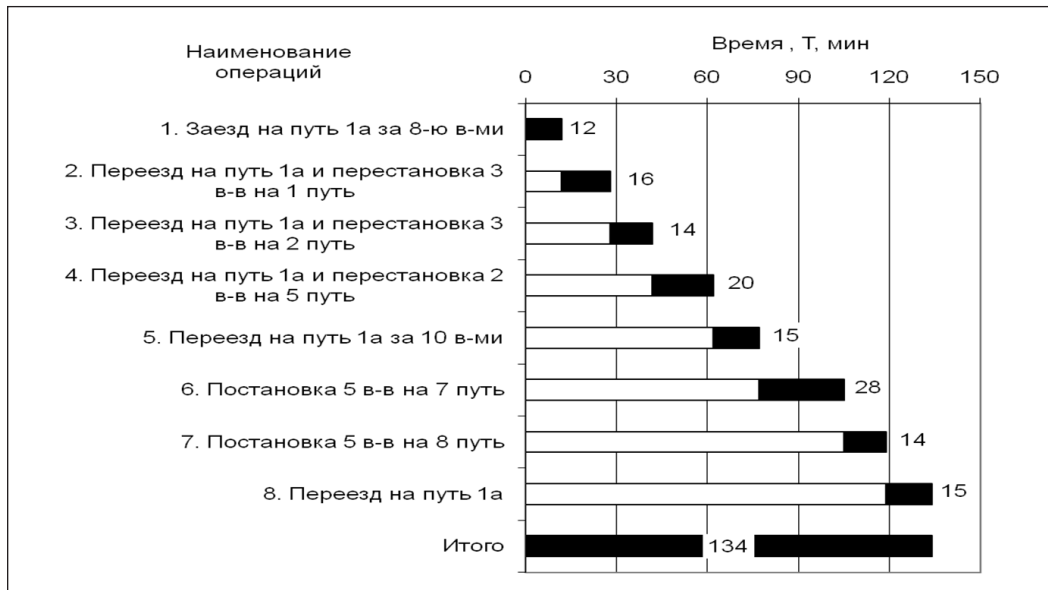 Наименование
операций
Время , Т, мин
0 30 60 90 120 150
1. Заезд на путь 1а за 8-ю в-ми
12
2. Переезд на путь 1а и перестановка 3
в-в на 1 путь
16
3. Переезд на путь 1а и перестановка 3
в-в на 2 путь
14
4. Переезд на путь 1а и перестановка 2
в-в на 5 путь
20
5. Переезд на путь 1а за 10 в-ми
15
6. Постановка 5 в-в на 7 путь
28
7. Постановка 5 в-в на 8 путь
14
8. Переезд на путь 1а
15
Итого
134